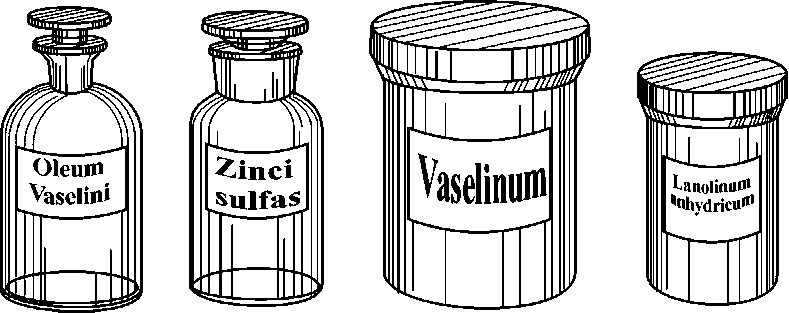 Oleum
Vaselini
Zinci
sulfas
Vaselinum
Lanolinum
anhydricum